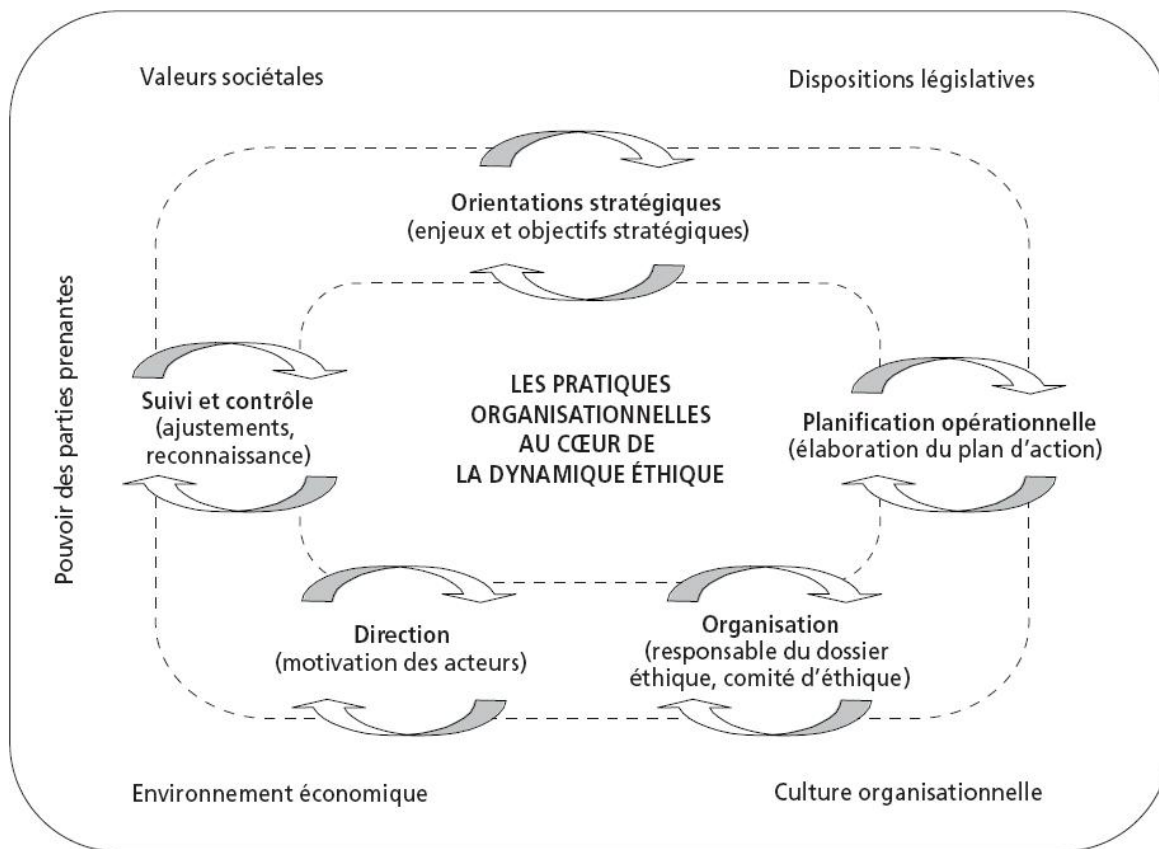 Valeurs sociétales
Dispositions législatives
Orientations stratégiques
(enjeux et objectifs stratégiques)
Pouvoir des parties prenantes
Suivi et contrôle
(ajustements,
reconnaissance)
LES PRATIQUES
ORGANISATIONNELLES
AU CŒUR DE
LA DYNAMIQUE ÉTHIQUE
Planification opérationnelle
(élaboration du plan d'action)
Direction
(motivation des acteurs)
Organisation
(responsable du dossier
éthique, comité d'éthique)
Environnement économique
Culture organisationnelle